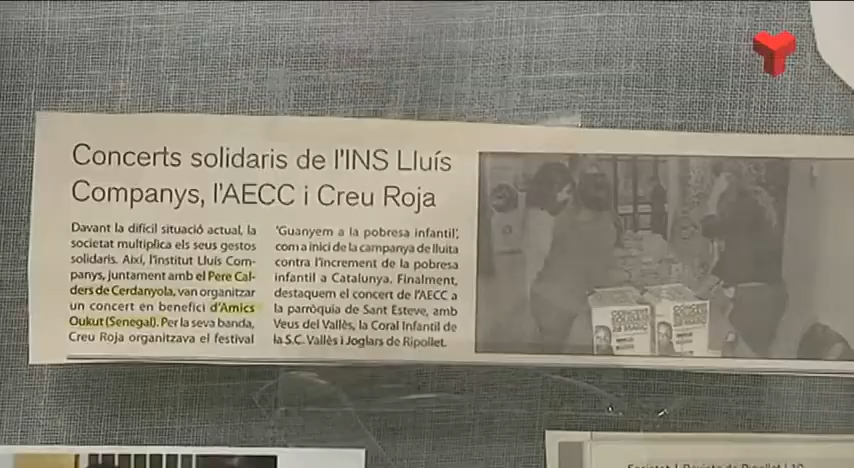 Concerts solidaris de l'INS Lluís
Companys, l'AECC i Creu Roja
Davant la difícil situació actual, la
societat multiplica els seus gestos
solidaris. Així, l'institut Lluís Com-
panys, juntament amb el Pere Cal-
ders de Cerdanyola, van organitzar
un concert en benefici d'Amics
Oukut (Senegal). Per la seva banda,
Creu Roja organitzava el festival
'Guanyem a la pobresa infantil',
com a inici de la campanya de lluita
contra l'increment de la pobresa
infantil a Catalunya. Finalment,
destaquem el concert de l'AECC a
la parròquia de Sant Esteve, amb
Veus del Vallès, la Coral Infantil de
la S.C. Vallès i Joglars de Ripollet.
CONCERT
SOLIDARI